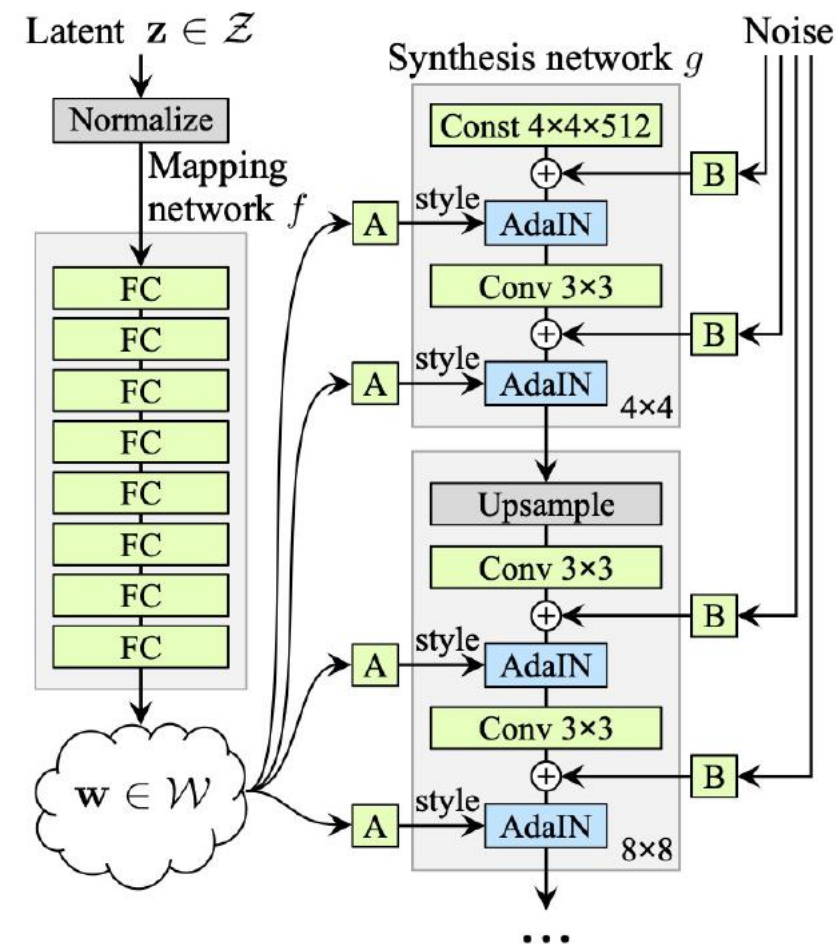 Latent z ∈ 𝒵
Normalize
Mapping
network f
FC
FC
FC
FC
FC
FC
FC
FC
w ∈ 𝒲
Synthesis network g
Noise
Const 4×4×512
B
A
style
AdaIN
Conv 3×3
B
A
style
AdaIN
4×4
Upsample
Conv 3×3
B
A
style
AdaIN
Conv 3×3
B
A
style
AdaIN
8×8
...